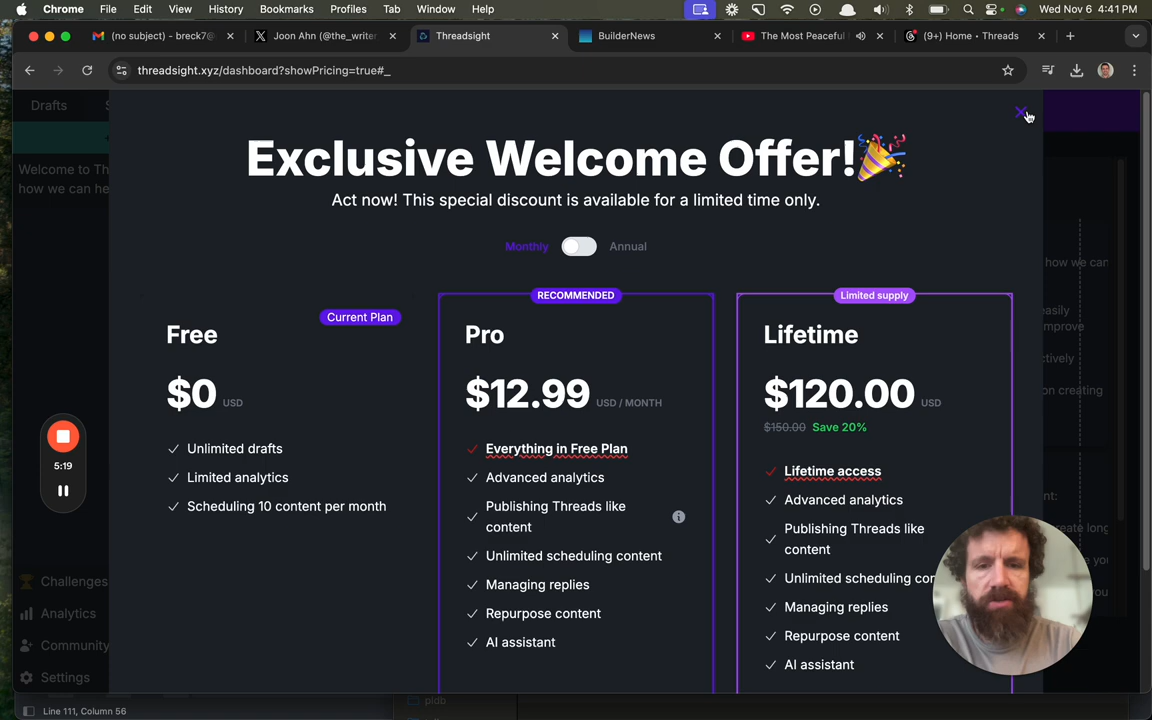 Chrome File Edit View History Bookmarks Profiles Tab Window Help Wed Nov 6 4:41 PM
(no subject) - breck7@ Joon Ahn (@the_writer Threadsight BuilderNews The Most Peaceful (9+) Home • Threads
threadsight.xyz/dashboard?showPricing=true#_
Drafts
Welcome to Th
how we can he
Exclusive Welcome Offer!🎉
Act now! This special discount is available for a limited time only.
Monthly Annual
how we can
easily
improve
ctively
on creating
Current Plan
Free
$0 USD
Unlimited drafts
Limited analytics
Scheduling 10 content per month
RECOMMENDED
Pro
$12.99 USD / MONTH
Everything in Free Plan
Advanced analytics
Publishing Threads like
content
Unlimited scheduling content
Managing replies
Repurpose content
AI assistant
Limited supply
Lifetime
$120.00 USD
$150.00 Save 20%
Lifetime access
Advanced analytics
Publishing Threads like
content
Unlimited scheduling con
Managing replies
Repurpose content
AI assistant
5:19
Challenges
Analytics
Community
Settings
pldb
Line 111, Column 56